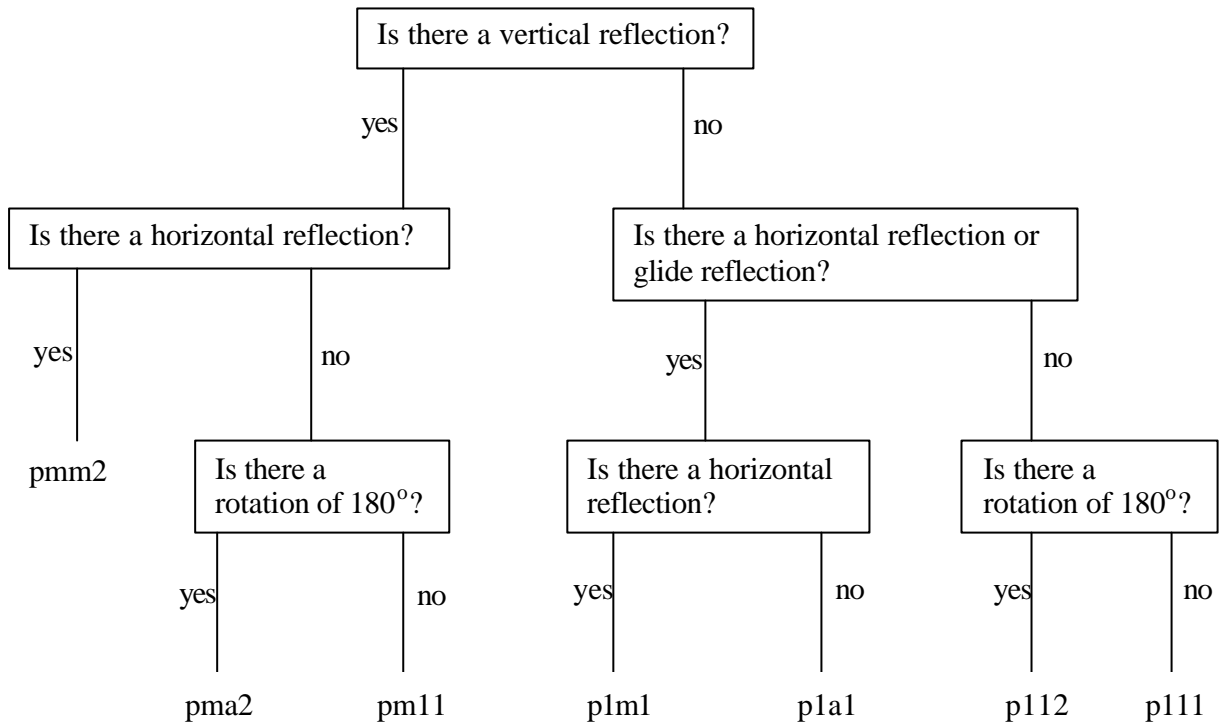 Is there a vertical reflection?
yes
no
Is there a horizontal reflection?
Is there a horizontal reflection or
glide reflection?
yes
no
yes
no
pmm2
Is there a
rotation of 180°?
Is there a horizontal
reflection?
Is there a
rotation of 180°?
yes
no
yes
no
yes
no
pma2
pm11
p1m1
p1a1
p112
p111